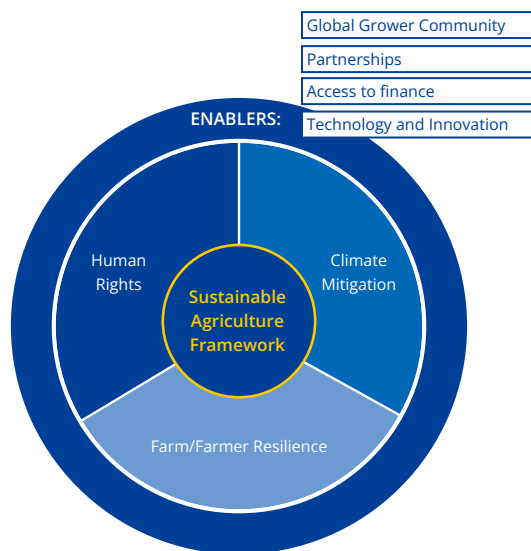 Global Grower Community
Partnerships
Access to finance
ENABLERS:
Technology and Innovation
Human
Rights
Climate
Mitigation
Sustainable
Agriculture
Framework
Farm/Farmer Resilience